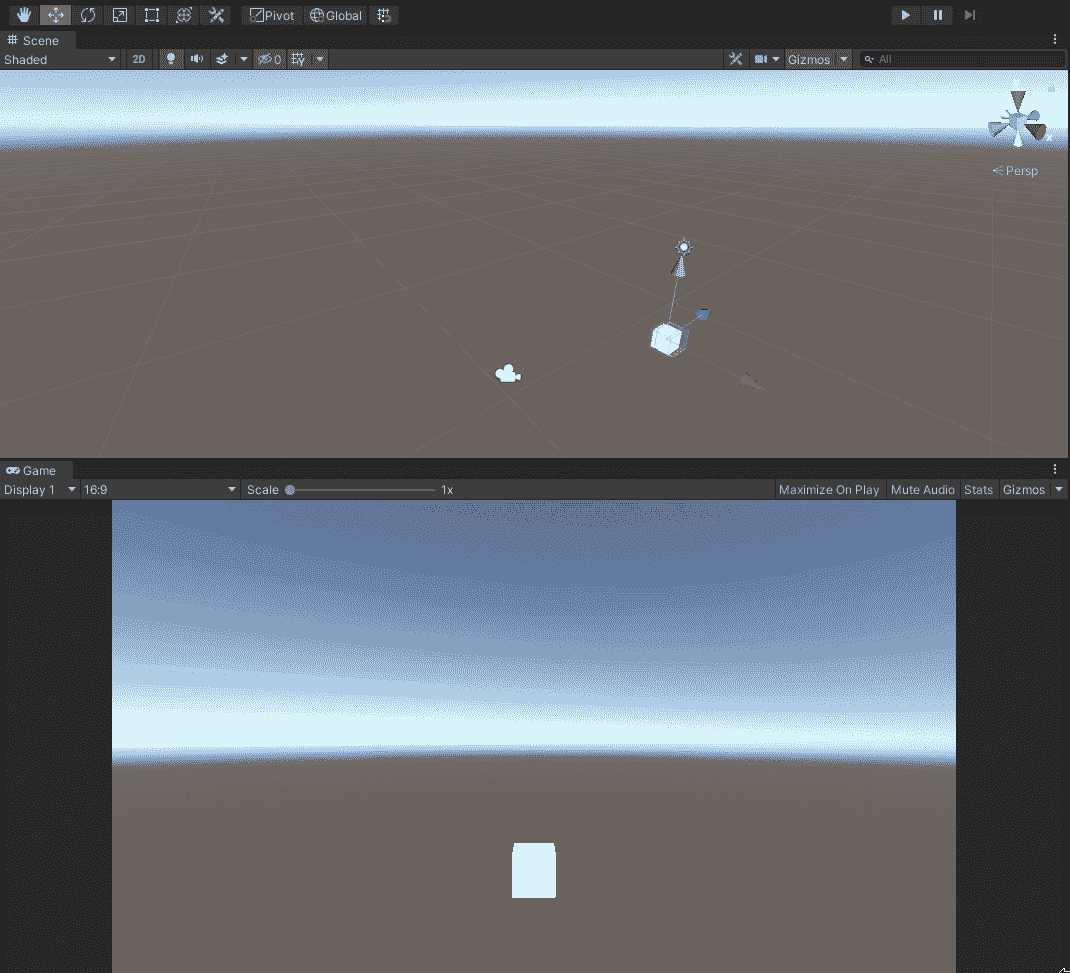 Pivot Global
Scene
Shaded 2D 0 Gizmos All
x
Persp
Game
Display 1 16:9 Scale 1x Maximize On Play Mute Audio Stats Gizmos